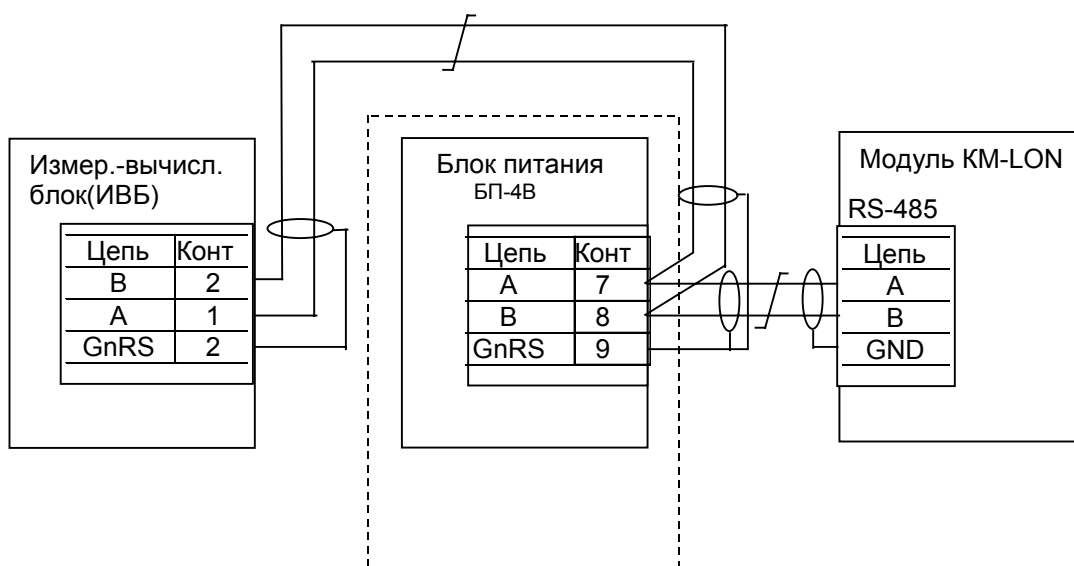 Измер.-вычисл.
блок(ИВБ)
Цепь Конт
B 2
A 1
GnRS 2
Блок питания
БП-4В
Цепь Конт
A 7
B 8
GnRS 9
Модуль КМ-LON
RS-485
Цепь
A
B
GND